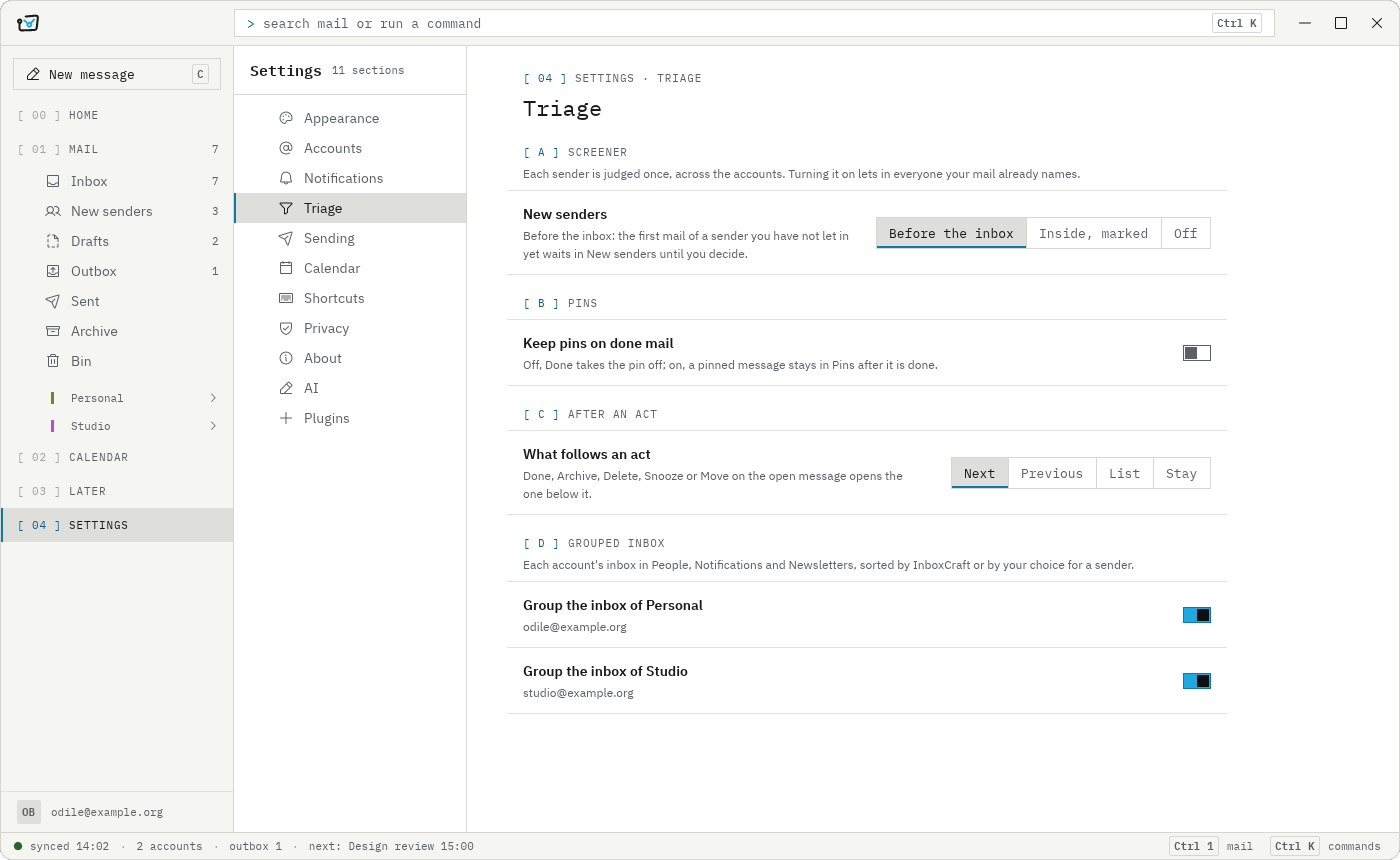 > search mail or run a command Ctrl K
New message C
[ 00 ] HOME
[ 01 ] MAIL 7
Inbox 7
New senders 3
Drafts 2
Outbox 1
Sent
Archive
Bin
Personal
Studio
[ 02 ] CALENDAR
[ 03 ] LATER
[ 04 ] SETTINGS
OB odile@example.org
Settings 11 sections
Appearance
Accounts
Notifications
Triage
Sending
Calendar
Shortcuts
Privacy
About
AI
Plugins
[ 04 ] SETTINGS · TRIAGE
Triage
[ A ] SCREENER
Each sender is judged once, across the accounts. Turning it on lets in everyone your mail already names.
New senders
Before the inbox: the first mail of a sender you have not let in
yet waits in New senders until you decide.
Before the inbox Inside, marked Off
[ B ] PINS
Keep pins on done mail
Off, Done takes the pin off; on, a pinned message stays in Pins after it is done.
[ C ] AFTER AN ACT
What follows an act
Done, Archive, Delete, Snooze or Move on the open message opens the
one below it.
Next Previous List Stay
[ D ] GROUPED INBOX
Each account's inbox in People, Notifications and Newsletters, sorted by InboxCraft or by your choice for a sender.
Group the inbox of Personal
odile@example.org
Group the inbox of Studio
studio@example.org
synced 14:02 · 2 accounts · outbox 1 · next: Design review 15:00
Ctrl 1 mail Ctrl K commands